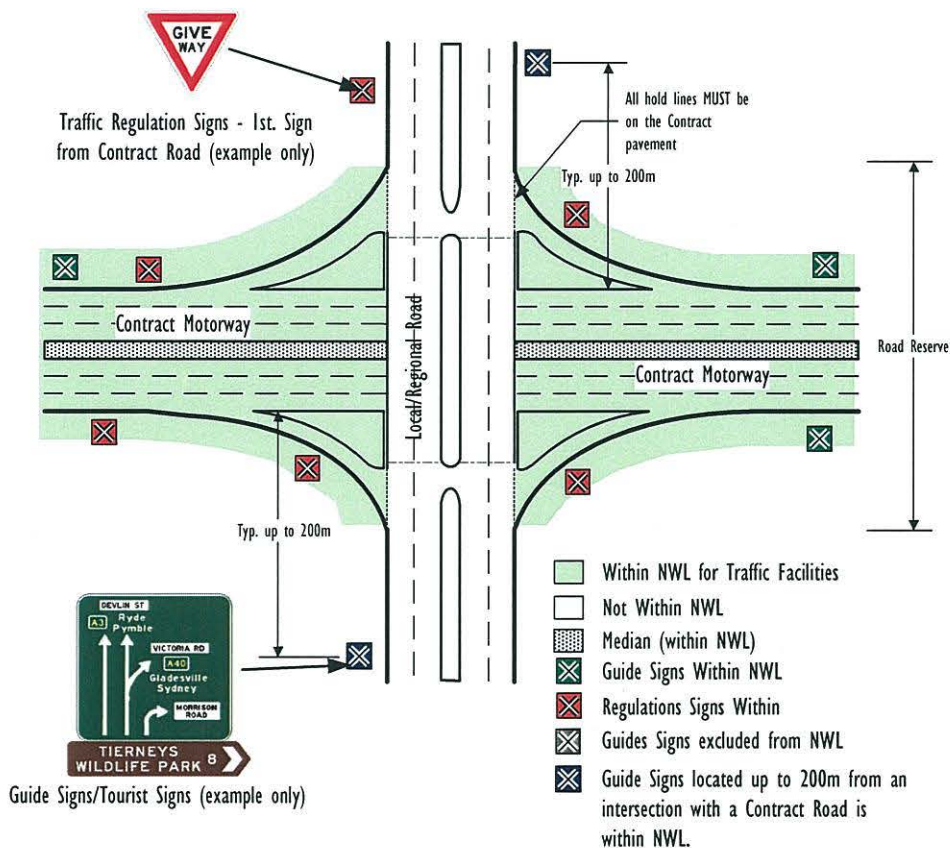 GIVE
WAY
Traffic Regulation Signs - 1st. Sign
from Contract Road (example only)
All hold lines MUST be
on the Contract
pavement
Typ. up to 200m
Contract Motorway
Local/Regional Road
Contract Motorway
Road Reserve
Typ. up to 200m
DEVLIN ST
A3 Ryde
Pymble
VICTORIA RD
A40
Gladesville
Sydney
MORRISON
ROAD
TIERNEYS
WILDLIFE PARK 8
Guide Signs/Tourist Signs (example only)
Within NWL for Traffic Facilities
Not Within NWL
Median (within NWL)
Guide Signs Within NWL
Regulations Signs Within
Guides Signs excluded from NWL
Guide Signs located up to 200m from an
intersection with a Contract Road is
within NWL.